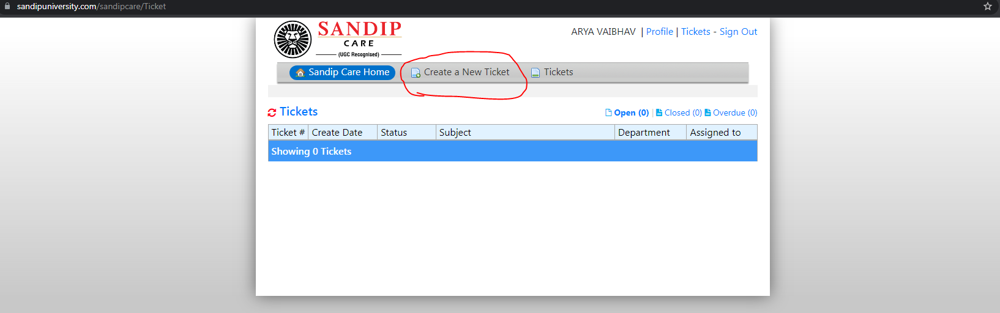 sandipuniversity.com/sandipcare/Ticket
SANDIP
CARE
(UGC Recognised)
ARYA VAIBHAV | Profile | Tickets - Sign Out
Sandip Care Home Create a New Ticket Tickets
Tickets
Open (0) | Closed (0) Overdue (0)
Ticket # Create Date Status Subject Department Assigned to
Showing 0 Tickets